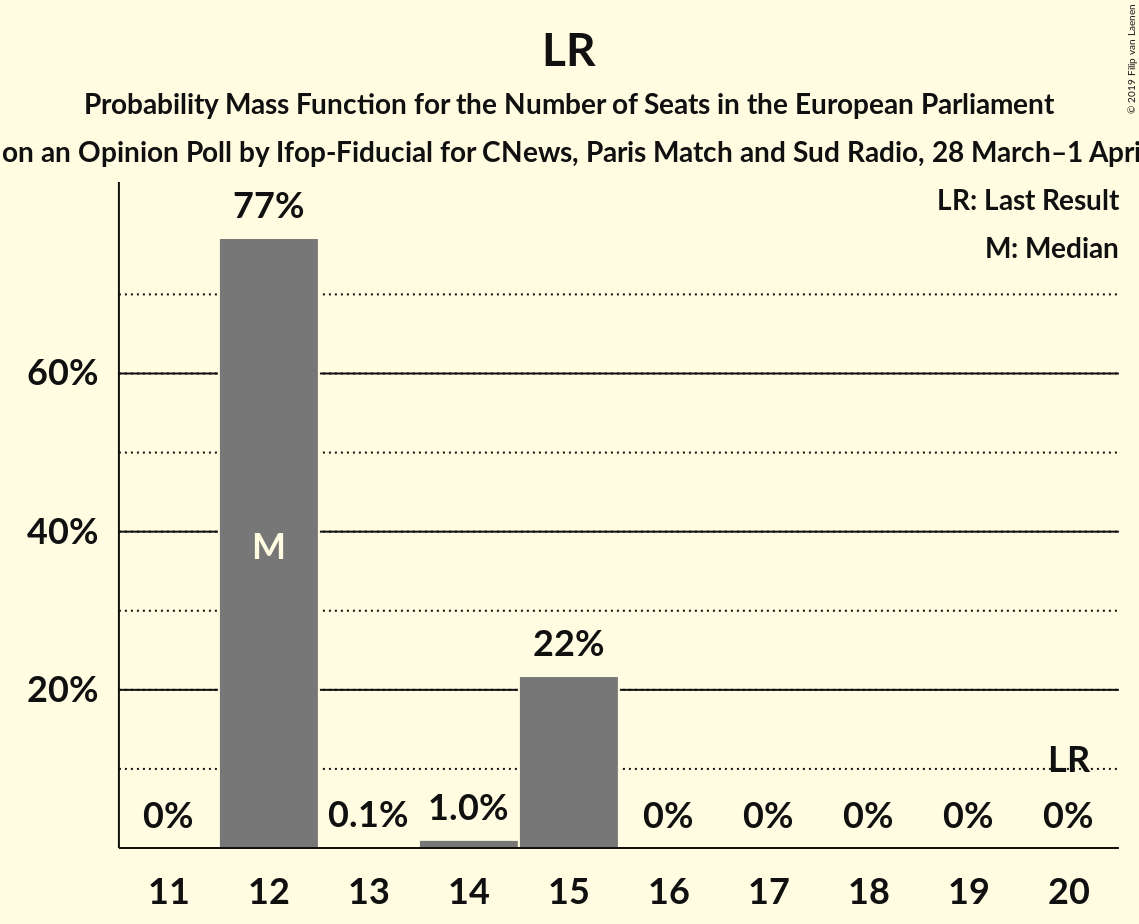 LR
Probability Mass Function for the Number of Seats in the European Parliament
on an Opinion Poll by Ifop-Fiducial for CNews, Paris Match and Sud Radio, 28 March–1 Apri
© 2019 Filip van Laenen
LR: Last Result
M: Median
77%
60%
40%
M
22%
20%
LR
0%
0.1%
1.0%
0%
0%
0%
0%
0%
11
12
13
14
15
16
17
18
19
20